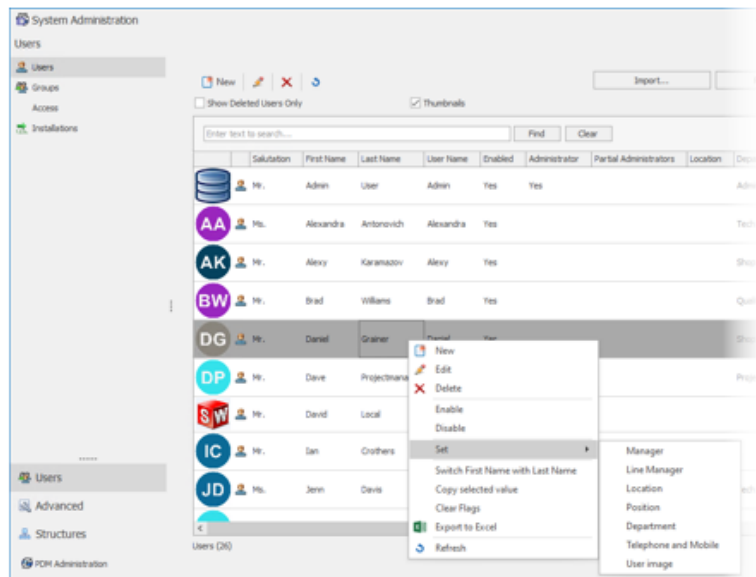 System Administration
Users
Users
Groups
Access
Installations
New
Import...
Show Deleted Users Only
Thumbnails
Enter text to search...
Find
Clear
Salutation First Name Last Name User Name Enabled Administrator Partial Administrators Location
Mr. Admin User Admin Yes Yes
AA Ms. Alexandra Antonovich Alexandra Yes
AK Mr. Alexy Karamazov Alexy Yes
BW Mr. Brad Williams Brad Yes
DG Mr. Daniel Grainer Daniel Yes
DP Mr. Dave Projectmana
SW Mr. David Local
IC Mr. Ian Crothers
JD Ms. Jenn Davis
New
Edit
Delete
Enable
Disable
Set
Switch First Name with Last Name
Copy selected value
Clear Flags
Export to Excel
Refresh
Manager
Line Manager
Location
Position
Department
Telephone and Mobile
User image
Users (26)
Users
Advanced
Structures
PDM Administration